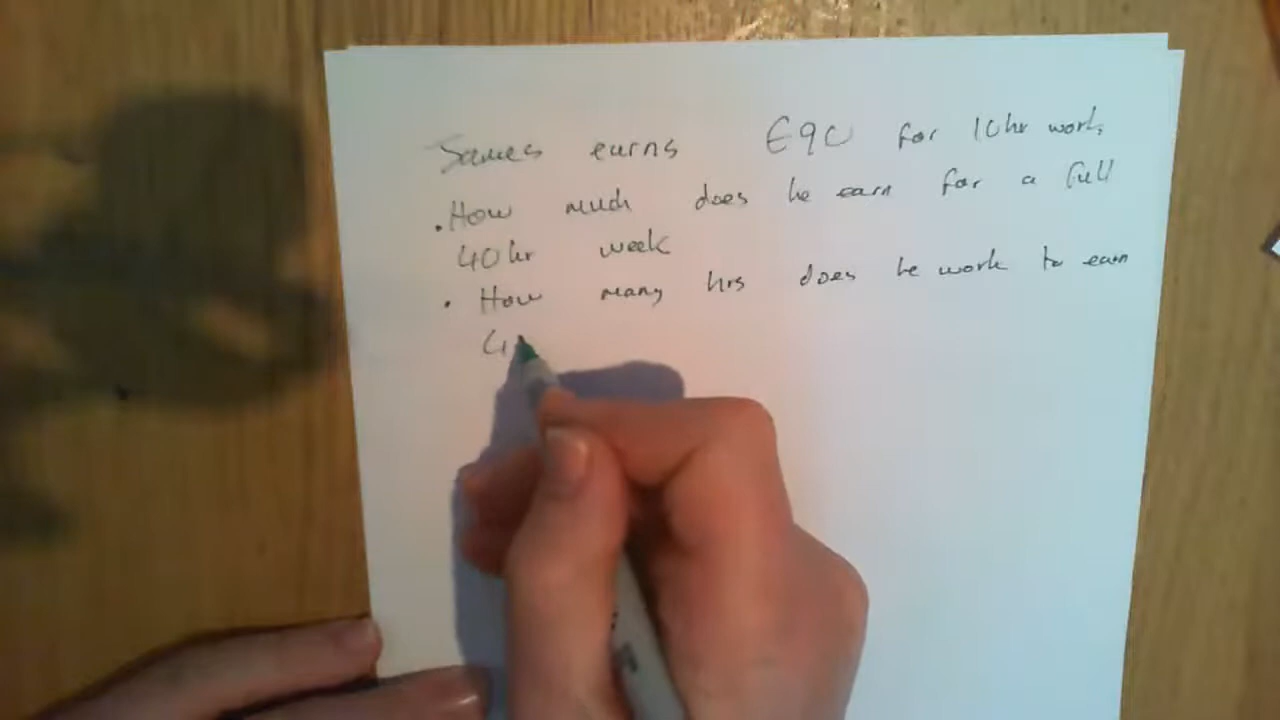 James earns €90 for 10hr work.
• How much does he earn for a full
40hr week
• How many hrs does he work to earn